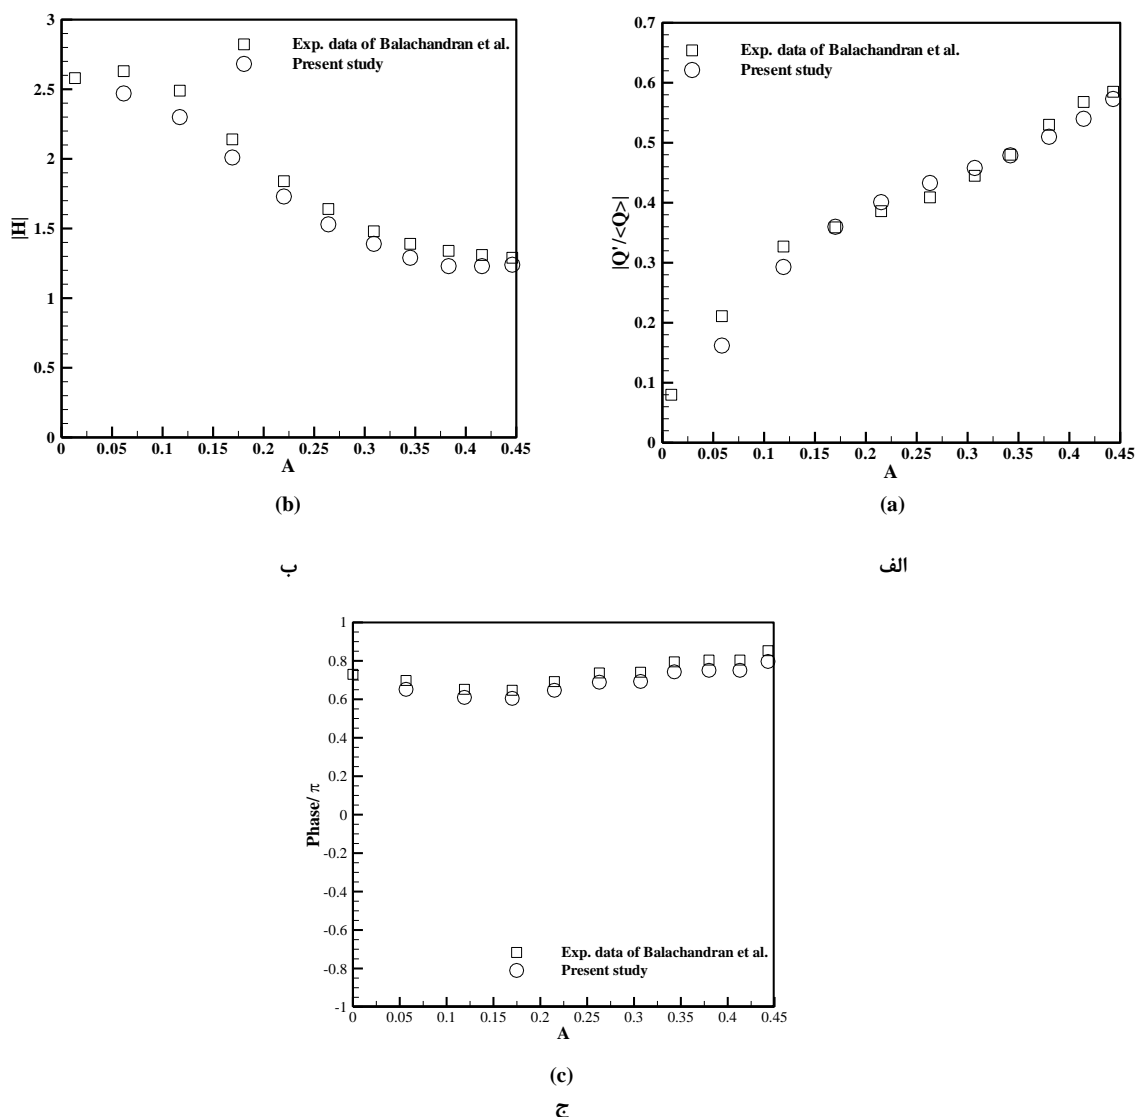 3
2.5
2
1.5
1
0.5
0
|H|
Exp. data of Balachandran et al.
Present study
0 0.05 0.1 0.15 0.2 0.25 0.3 0.35 0.4 0.45
A
(b)
ب
0.7
0.6
0.5
0.4
0.3
0.2
0.1
0
|Q'/<Q>|
Exp. data of Balachandran et al.
Present study
0 0.05 0.1 0.15 0.2 0.25 0.3 0.35 0.4 0.45
A
(a)
الف
1
0.8
0.6
0.4
0.2
0
-0.2
-0.4
-0.6
-0.8
-1
Phase/ π
Exp. data of Balachandran et al.
Present study
0 0.05 0.1 0.15 0.2 0.25 0.3 0.35 0.4 0.45
A
(c)
ج